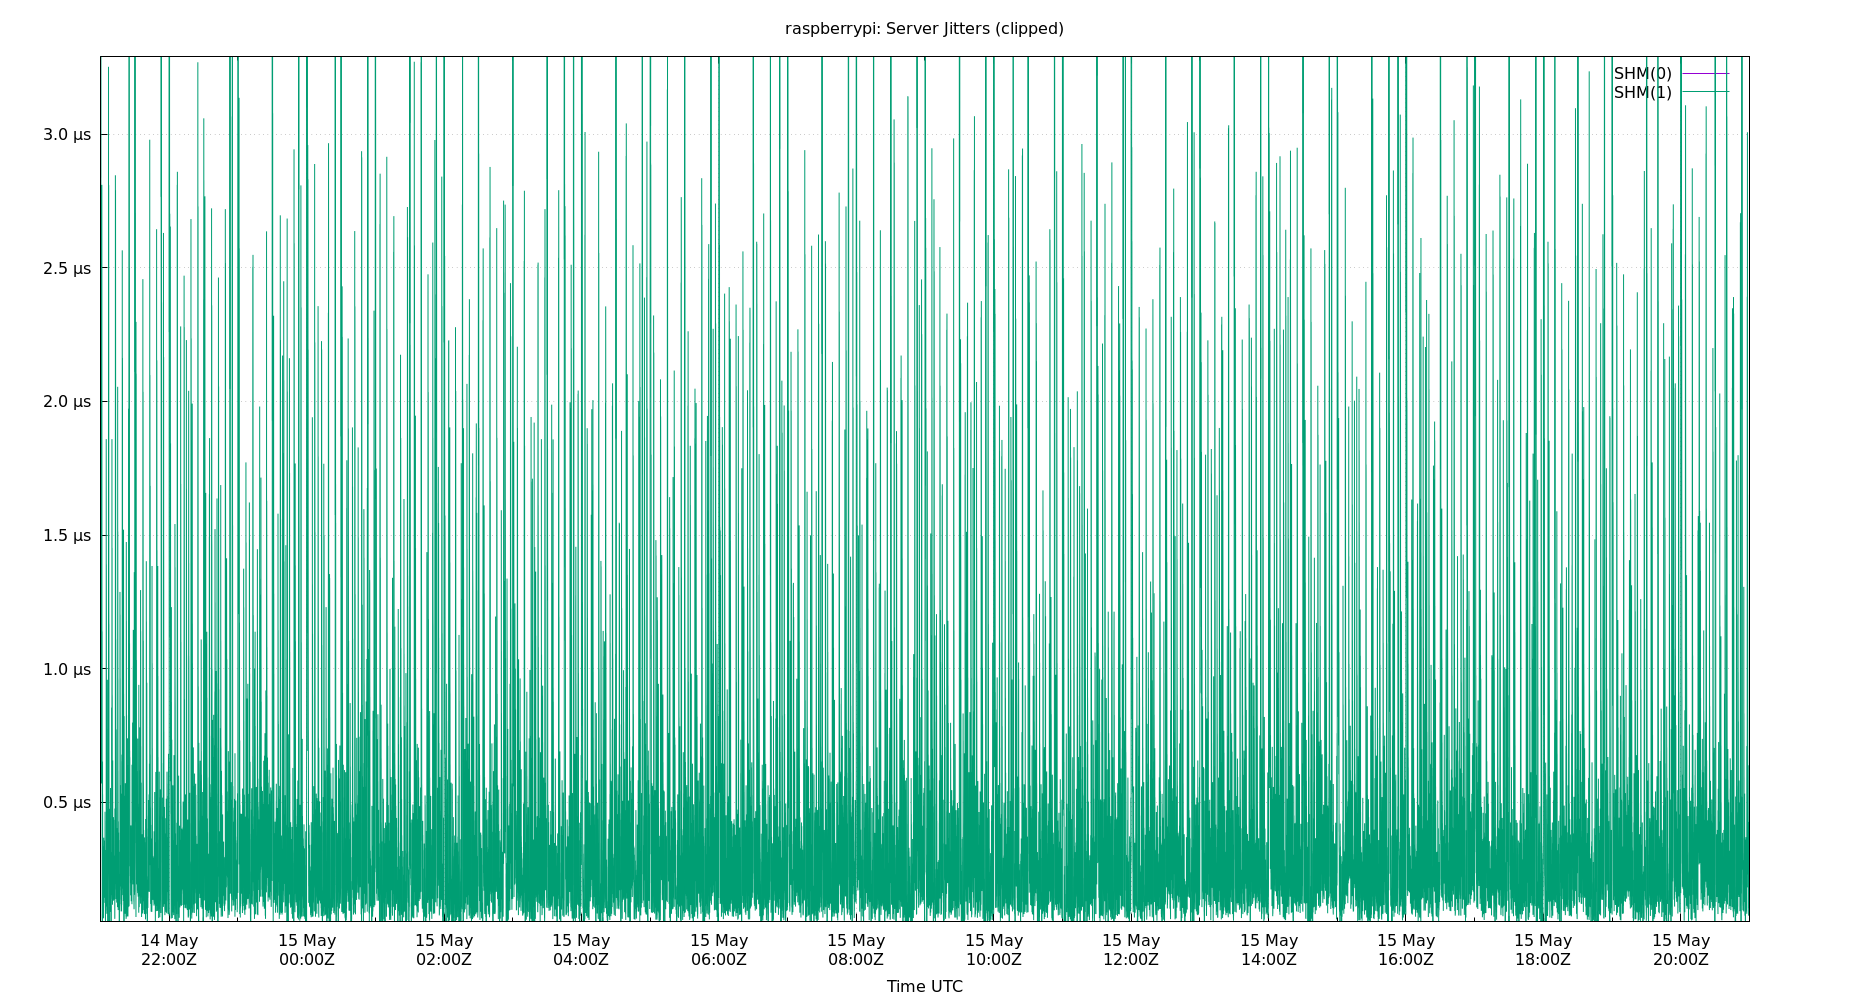 raspberrypi: Server Jitters (clipped)
SHM(0)
SHM(1)
3.0 µs
2.5 µs
2.0 µs
1.5 µs
1.0 µs
0.5 µs
14 May 15 May 15 May 15 May 15 May 15 May 15 May 15 May 15 May 15 May 15 May 15 May
22:00Z 00:00Z 02:00Z 04:00Z 06:00Z 08:00Z 10:00Z 12:00Z 14:00Z 16:00Z 18:00Z 20:00Z
Time UTC